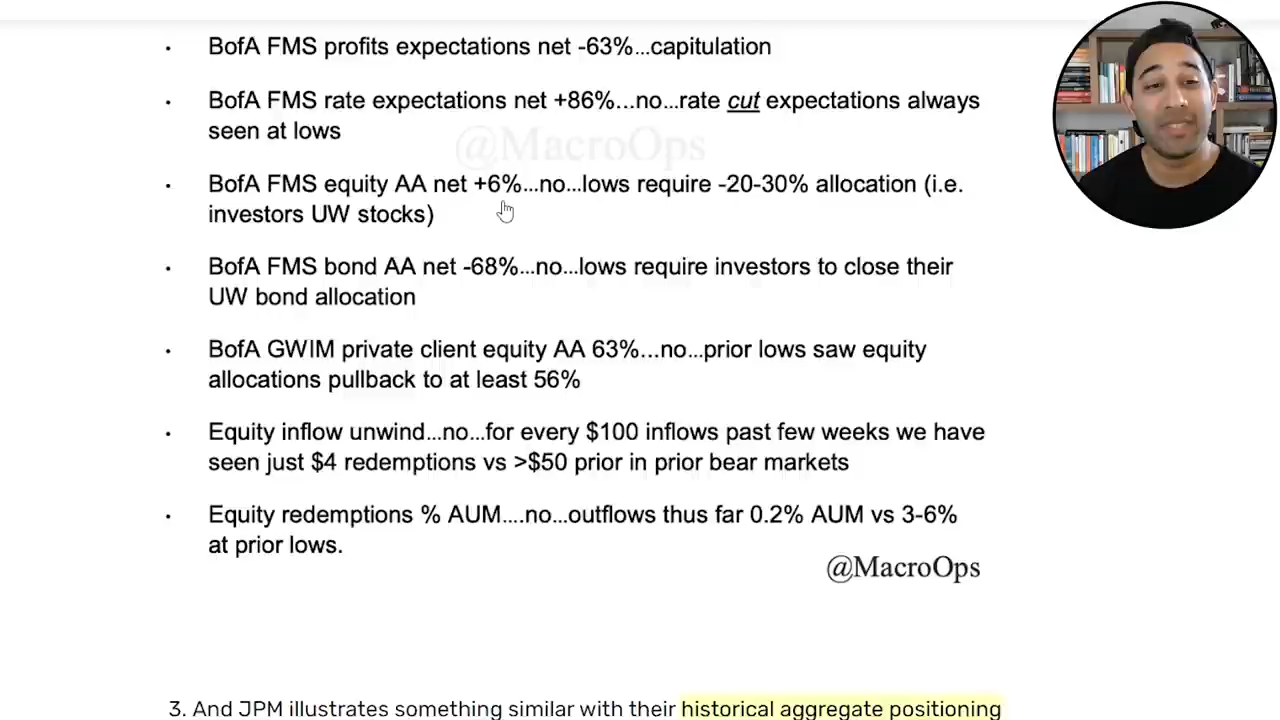 • BofA FMS profits expectations net -63%...capitulation
• BofA FMS rate expectations net +86%...no...rate cut expectations always
seen at lows
@MacroOps
• BofA FMS equity AA net +6%...no...lows require -20-30% allocation (i.e.
investors UW stocks)
• BofA FMS bond AA net -68%...no...lows require investors to close their
UW bond allocation
• BofA GWIM private client equity AA 63%...no...prior lows saw equity
allocations pullback to at least 56%
• Equity inflow unwind...no...for every $100 inflows past few weeks we have
seen just $4 redemptions vs >$50 prior in prior bear markets
• Equity redemptions % AUM....no...outflows thus far 0.2% AUM vs 3-6%
at prior lows.
@MacroOps
3. And JPM illustrates something similar with their historical aggregate positioning